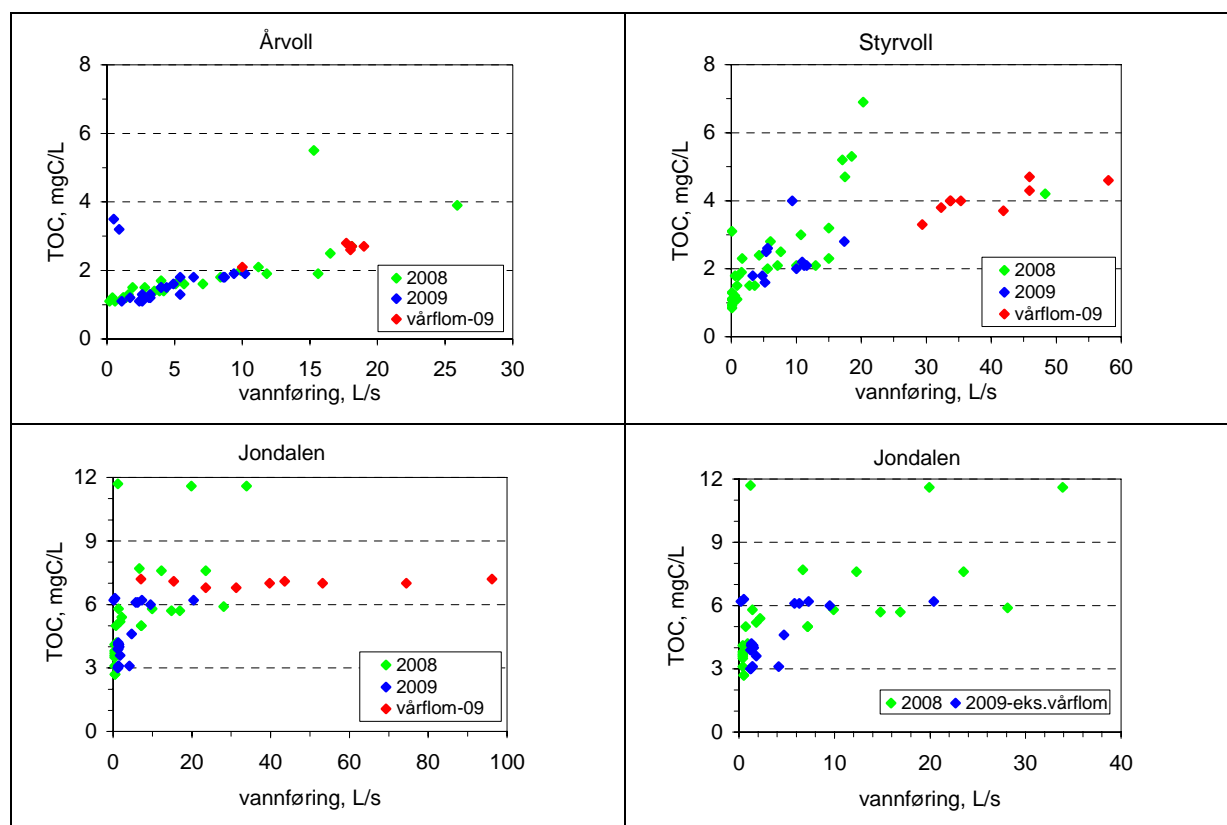 Årvoll
8
6
4
2
0
TOC, mgC/L
0 5 10 15 20 25 30
vannføring, L/s
2008
2009
vårflom-09
Styrvoll
8
6
4
2
0
TOC, mgC/L
0 10 20 30 40 50 60
vannføring, L/s
2008
2009
vårflom-09
Jondalen
12
9
6
3
0
TOC, mgC/L
0 20 40 60 80 100
vannføring, L/s
2008
2009
vårflom-09
Jondalen
12
9
6
3
0
TOC, mgC/L
0 10 20 30 40
vannføring, L/s
2008 2009-eks.vårflom